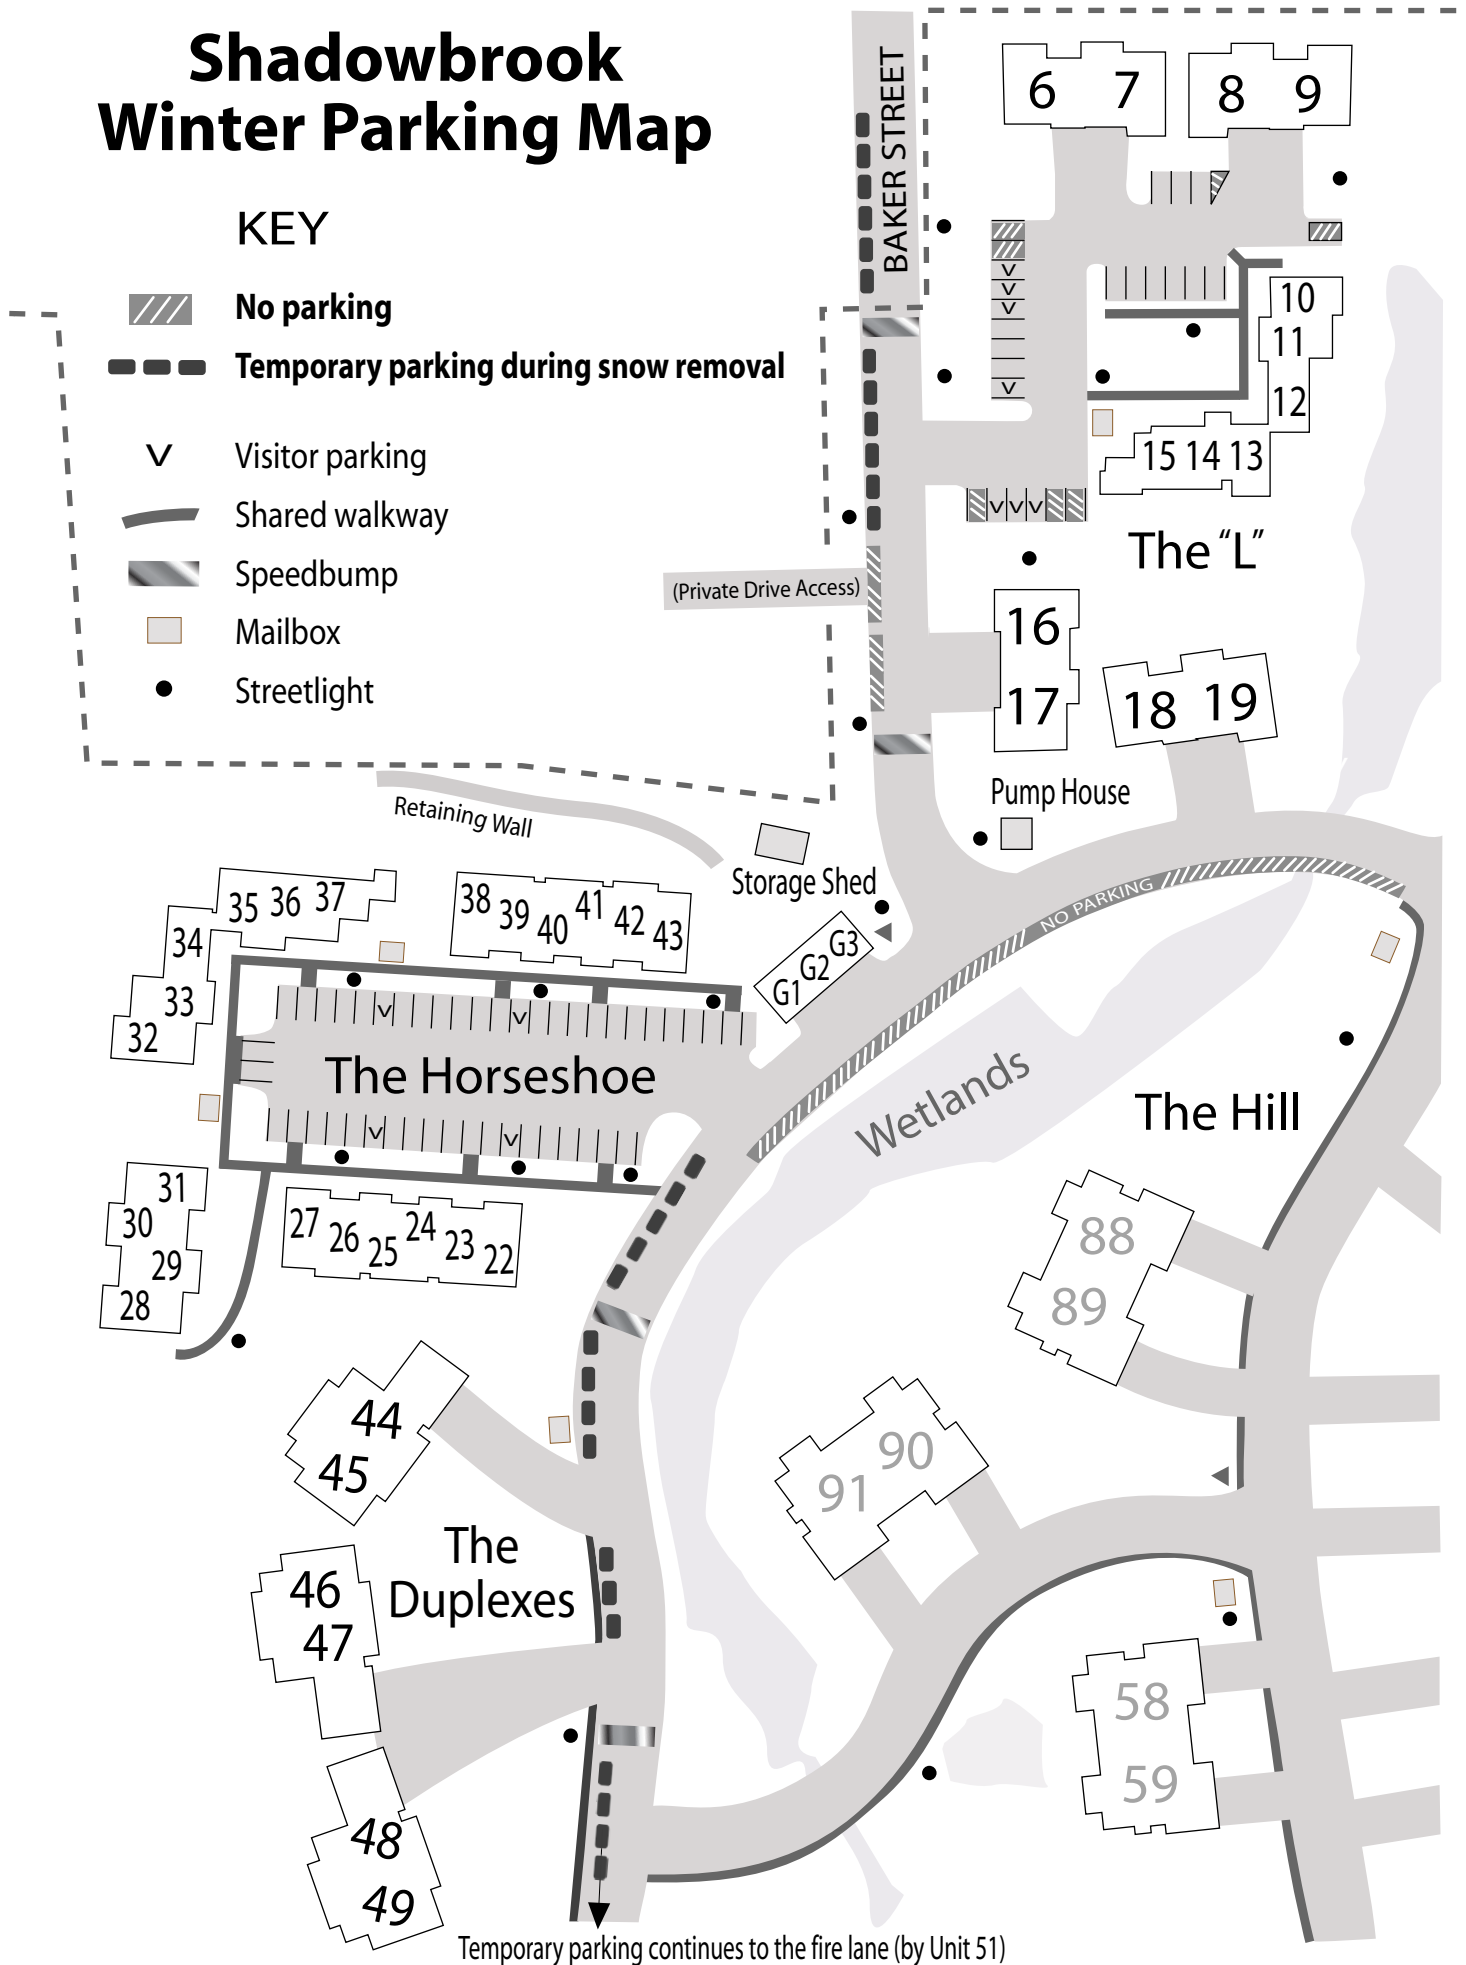 Shadowbrook
Winter Parking Map
KEY
No parking
Temporary parking during snow removal
V Visitor parking
Shared walkway
Speedbump
Mailbox
Streetlight
BAKER STREET
6 7
8 9
V
V
V
V
10
11
12
15 14 13
V V V
The “L”
(Private Drive Access)
16
17
18 19
Pump House
Retaining Wall
Storage Shed
NO PARKING
G1 G2 G3
35 36 37
34
33
32
38 39 40 41 42 43
V V
The Horseshoe
V V
Wetlands
The Hill
31
30
29
28
27 26 25 24 23 22
88
89
44
45
90
91
The
Duplexes
46
47
58
59
48
49
Temporary parking continues to the fire lane (by Unit 51)